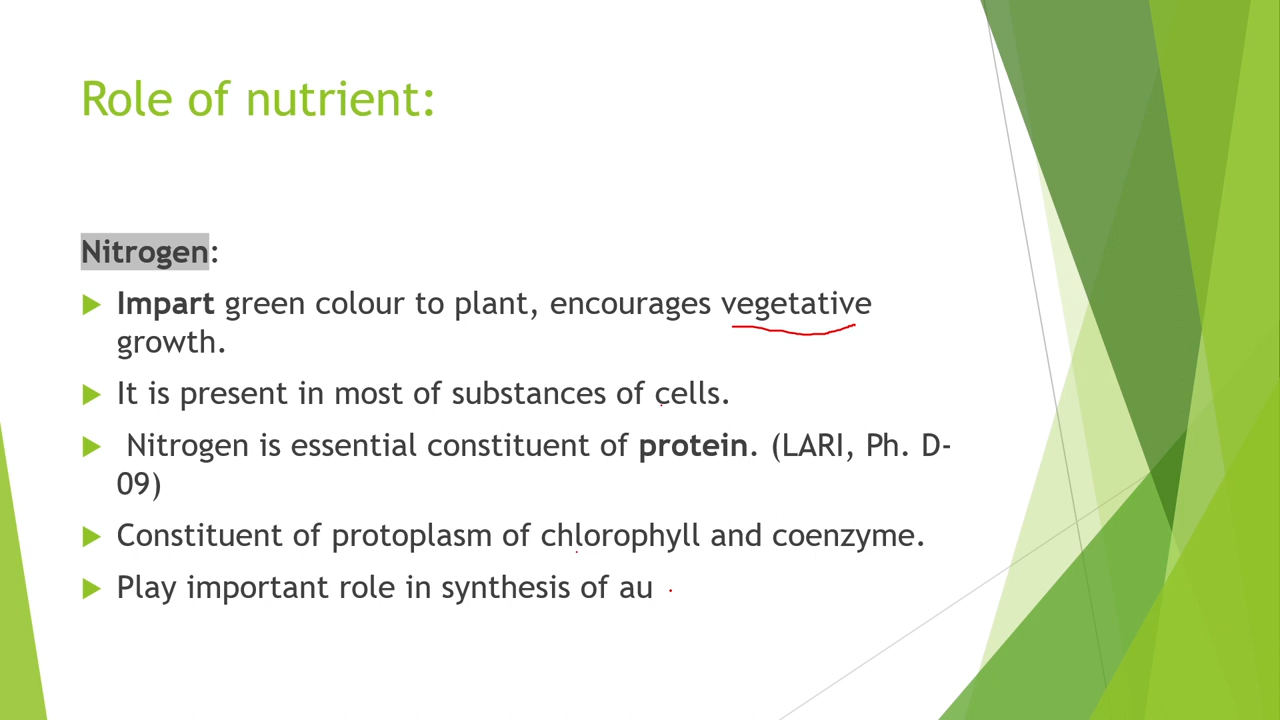 Role of nutrient:
Nitrogen:
Impart green colour to plant, encourages vegetative
growth.
It is present in most of substances of cells.
Nitrogen is essential constituent of protein. (LARI, Ph. D-
09)
Constituent of protoplasm of chlorophyll and coenzyme.
Play important role in synthesis of au